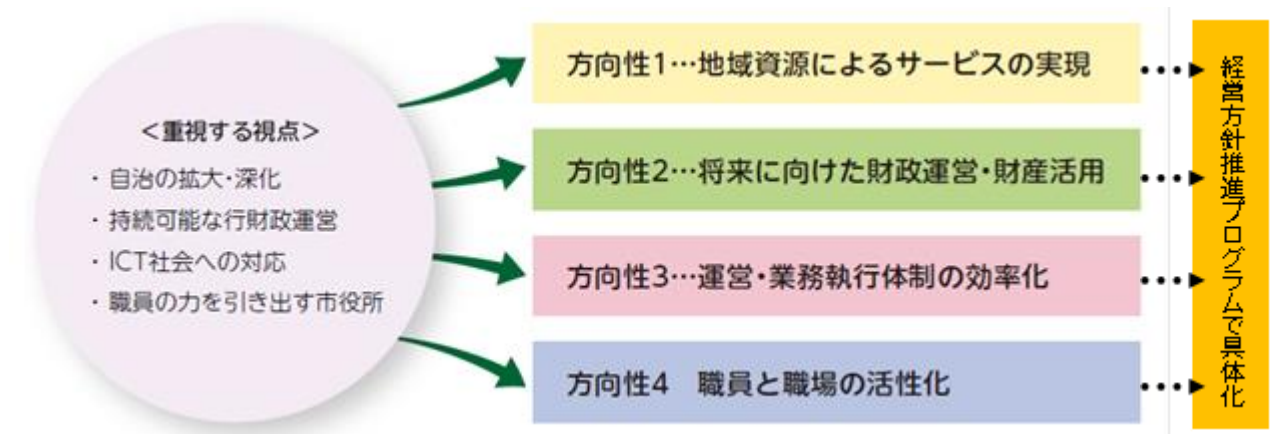 ＜重視する視点＞
・自治の拡大・深化
・持続可能な行財政運営
・ICT社会への対応
・職員の力を引き出す市役所
方向性1…地域資源によるサービスの実現
方向性2…将来に向けた財政運営・財産活用
方向性3…運営・業務執行体制の効率化
方向性4　職員と職場の活性化
経営方針推進プログラムで具体化